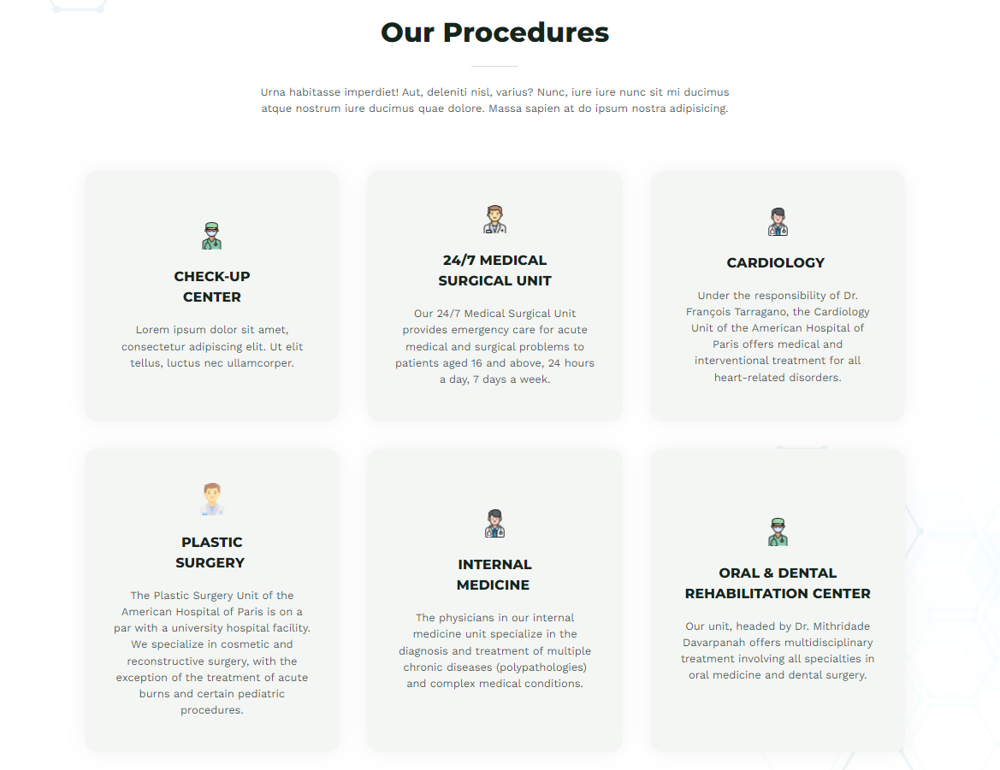 Our Procedures
Urna habitasse imperdiet! Aut, deleniti nisl, varius? Nunc, iure iure nunc sit mi ducimus
atque nostrum iure ducimus quae dolore. Massa sapien at do ipsum nostra adipisicing.
CHECK-UP
CENTER
Lorem ipsum dolor sit amet,
consectetur adipiscing elit. Ut elit
tellus, luctus nec ullamcorper.
24/7 MEDICAL
SURGICAL UNIT
Our 24/7 Medical Surgical Unit
provides emergency care for acute
medical and surgical problems to
patients aged 16 and above, 24 hours
a day, 7 days a week.
CARDIOLOGY
Under the responsibility of Dr.
François Tarragano, the Cardiology
Unit of the American Hospital of
Paris offers medical and
interventional treatment for all
heart-related disorders.
PLASTIC
SURGERY
The Plastic Surgery Unit of the
American Hospital of Paris is on a
par with a university hospital facility.
We specialize in cosmetic and
reconstructive surgery, with the
exception of the treatment of acute
burns and certain pediatric
procedures.
INTERNAL
MEDICINE
The physicians in our internal
medicine unit specialize in the
diagnosis and treatment of multiple
chronic diseases (polypathologies)
and complex medical conditions.
ORAL & DENTAL
REHABILITATION CENTER
Our unit, headed by Dr. Mithridade
Davarpanah offers multidisciplinary
treatment involving all specialties in
oral medicine and dental surgery.